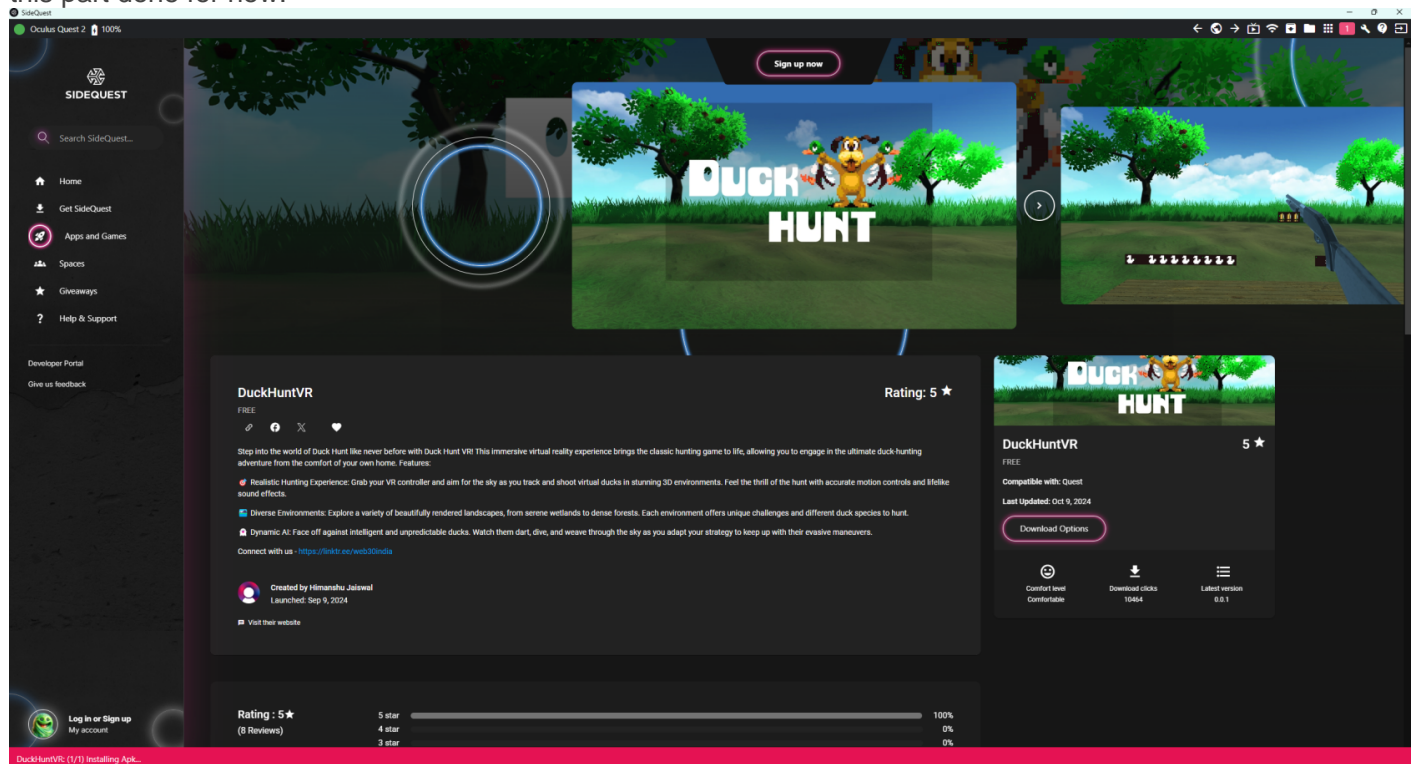 this part done for now.
SideQuest
Oculus Quest 2 100%
1
SIDEQUEST
Search SideQuest...
Home
Get SideQuest
Apps and Games
Spaces
Giveaways
Help & Support
Developer Portal
Give us feedback
Log in or Sign up
My account
Sign up now
DUCK
HUNT
DuckHuntVR
Rating: 5 ★
FREE
Step into the world of Duck Hunt like never before with Duck Hunt VR! This immersive virtual reality experience brings the classic hunting game to life, allowing you to engage in the ultimate duck-hunting
adventure from the comfort of your own home. Features:
🎯 Realistic Hunting Experience: Grab your VR controller and aim for the sky as you track and shoot virtual ducks in stunning 3D environments. Feel the thrill of the hunt with accurate motion controls and lifelike
sound effects.
Diverse Environments: Explore a variety of beautifully rendered landscapes, from serene wetlands to dense forests. Each environment offers unique challenges and different duck species to hunt.
Dynamic AI: Face off against intelligent and unpredictable ducks. Watch them dart, dive, and weave through the sky as you adapt your strategy to keep up with their evasive maneuvers.
Connect with us - https://linktr.ee/web30india
Created by Himanshu Jaiswal
Launched: Sep 9, 2024
Visit their website
Rating : 5★
(8 Reviews)
5 star 100%
4 star 0%
3 star 0%
DUCK
HUNT
DuckHuntVR 5 ★
FREE
Compatible with: Quest
Last Updated: Oct 9, 2024
Download Options
Comfort level
Comfortable
Download clicks
10464
Latest version
0.0.1
DuckHuntVR: (1/1) Installing Apk...